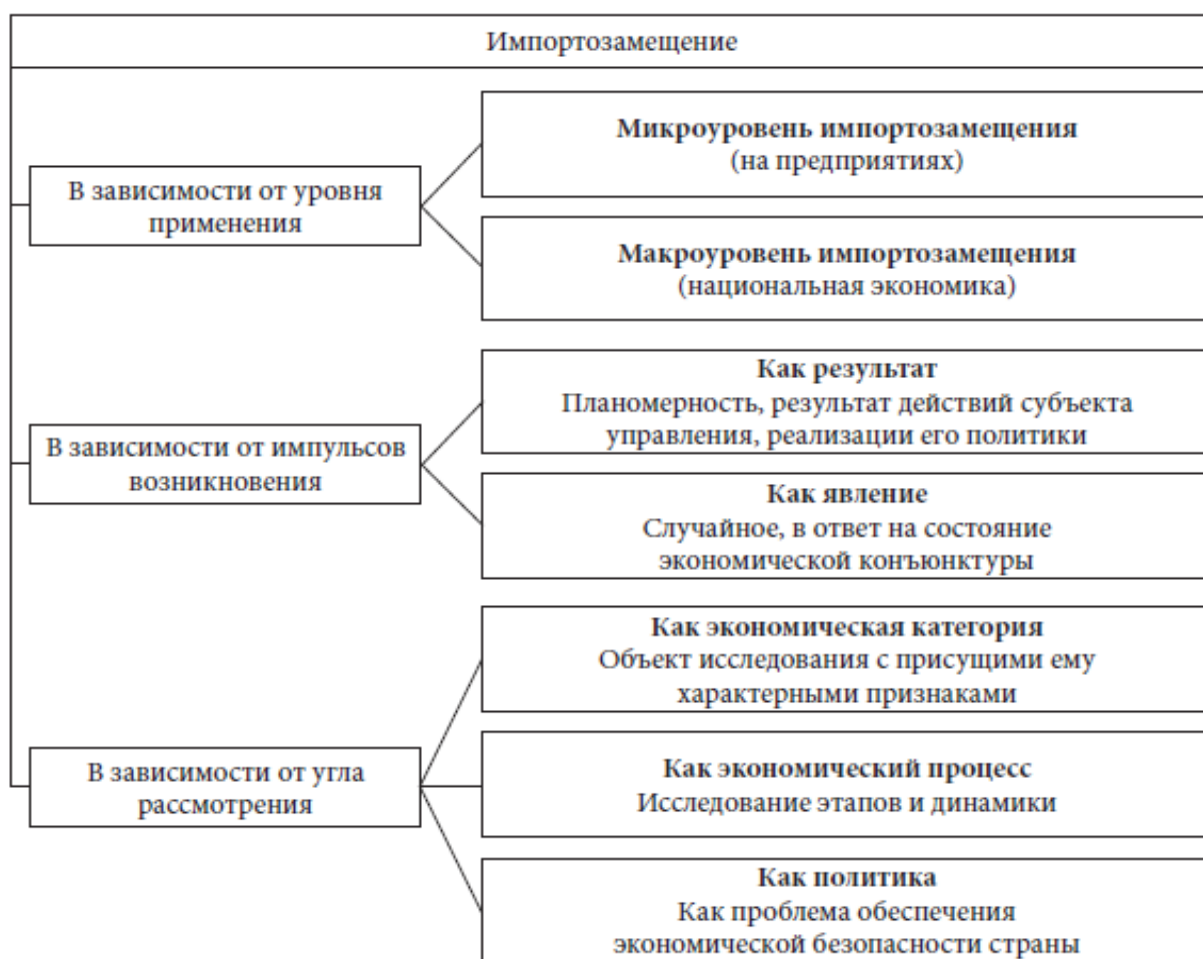 Импортозамещение
В зависимости от уровня
применения
Микроуровень импортозамещения
(на предприятиях)
Макроуровень импортозамещения
(национальная экономика)
В зависимости от импульсов
возникновения
Как результат
Планомерность, результат действий субъекта
управления, реализации его политики
Как явление
Случайное, в ответ на состояние
экономической конъюнктуры
В зависимости от угла
рассмотрения
Как экономическая категория
Объект исследования с присущими ему
характерными признаками
Как экономический процесс
Исследование этапов и динамики
Как политика
Как проблема обеспечения
экономической безопасности страны